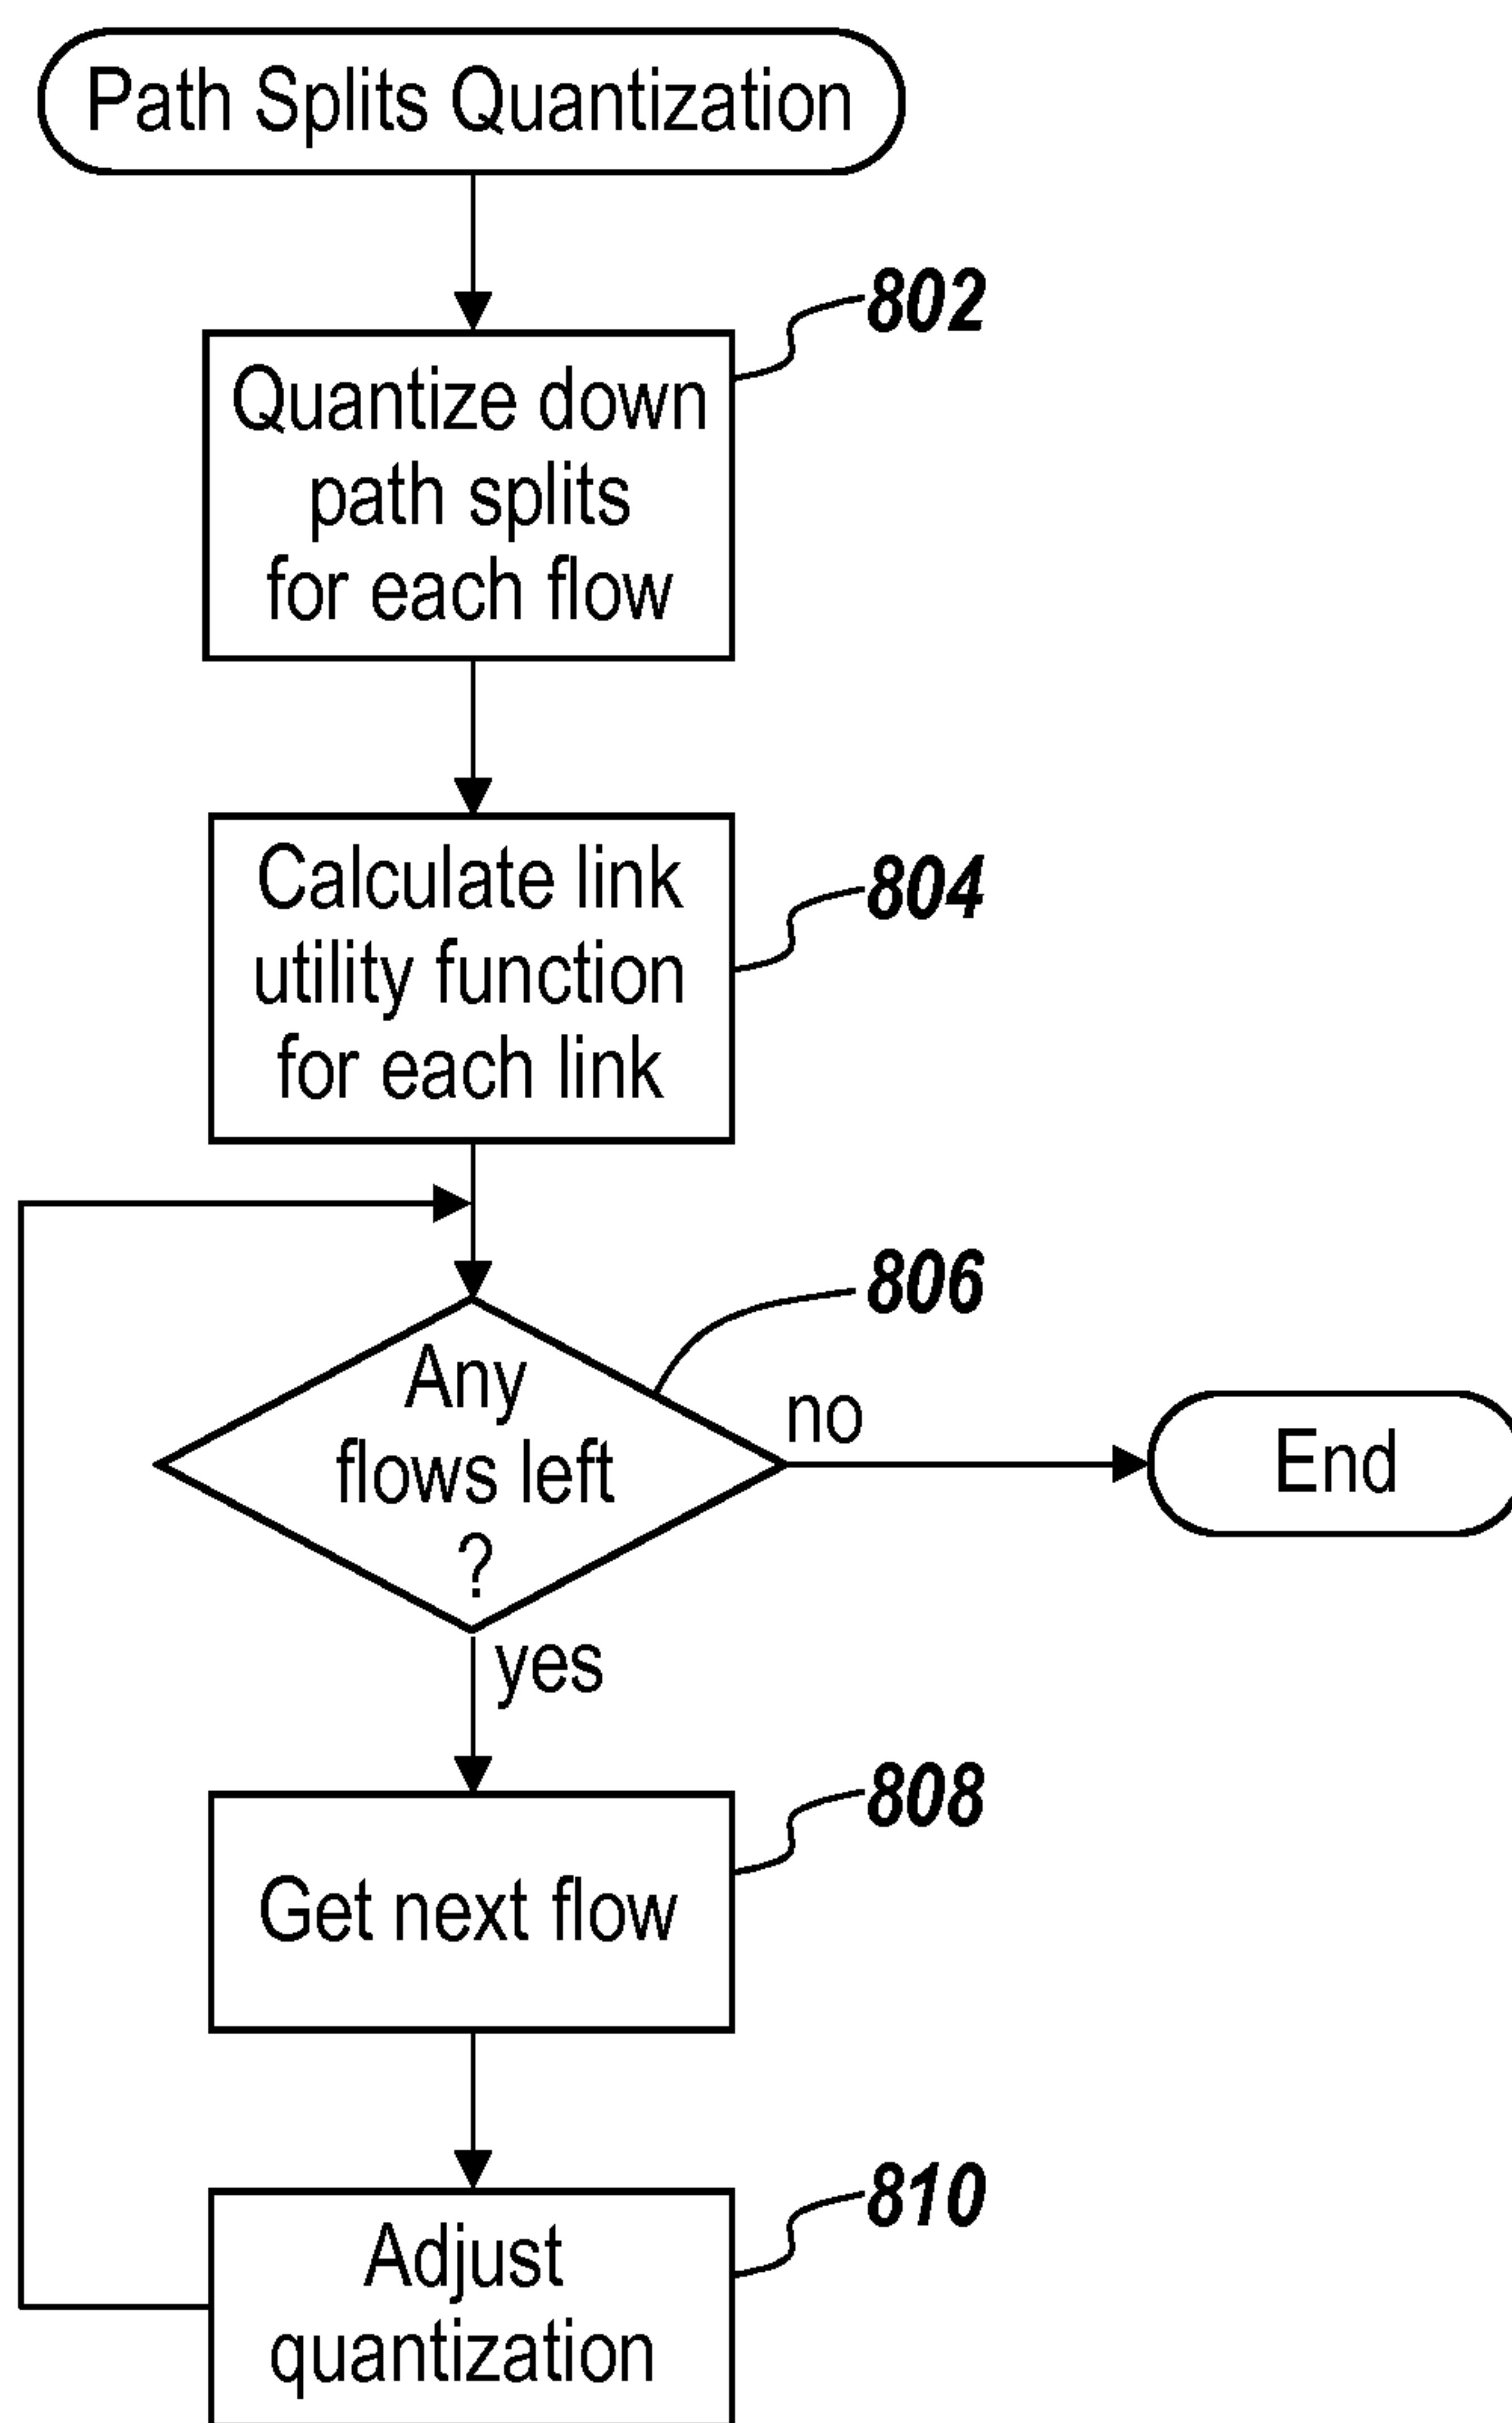 Path Splits Quantization
802
Quantize down
path splits
for each flow
804
Calculate link
utility function
for each link
806
Any
flows left
?
no
End
yes
808
Get next flow
810
Adjust
quantization